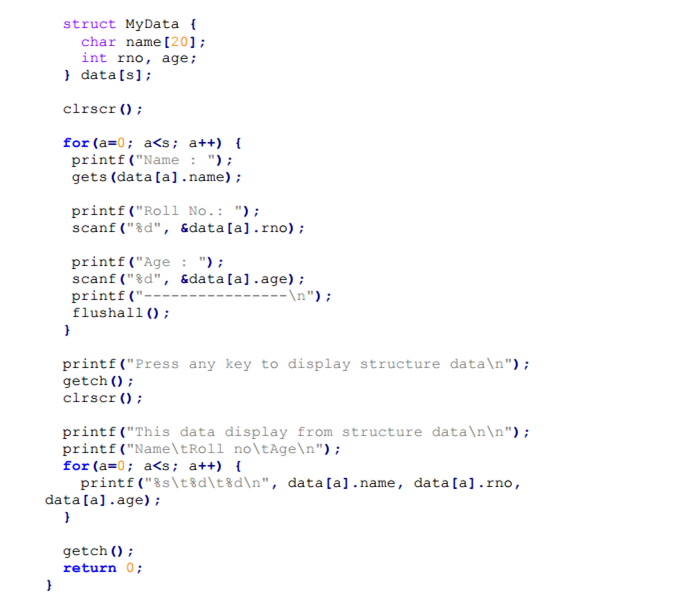 struct MyData {
char name[20];
int rno, age;
} data[s];
clrscr();
for(a=0; a<s; a++) {
printf("Name : ");
gets(data[a].name);
printf("Roll No.: ");
scanf("%d", &data[a].rno);
printf("Age : ");
scanf("%d", &data[a].age);
printf("----------------\n");
flushall();
}
printf("Press any key to display structure data\n");
getch();
clrscr();
printf("This data display from structure data\n\n");
printf("Name\tRoll no\tAge\n");
for(a=0; a<s; a++) {
printf("%s\t%d\t%d\n", data[a].name, data[a].rno,
data[a].age);
}
getch();
return 0;
}